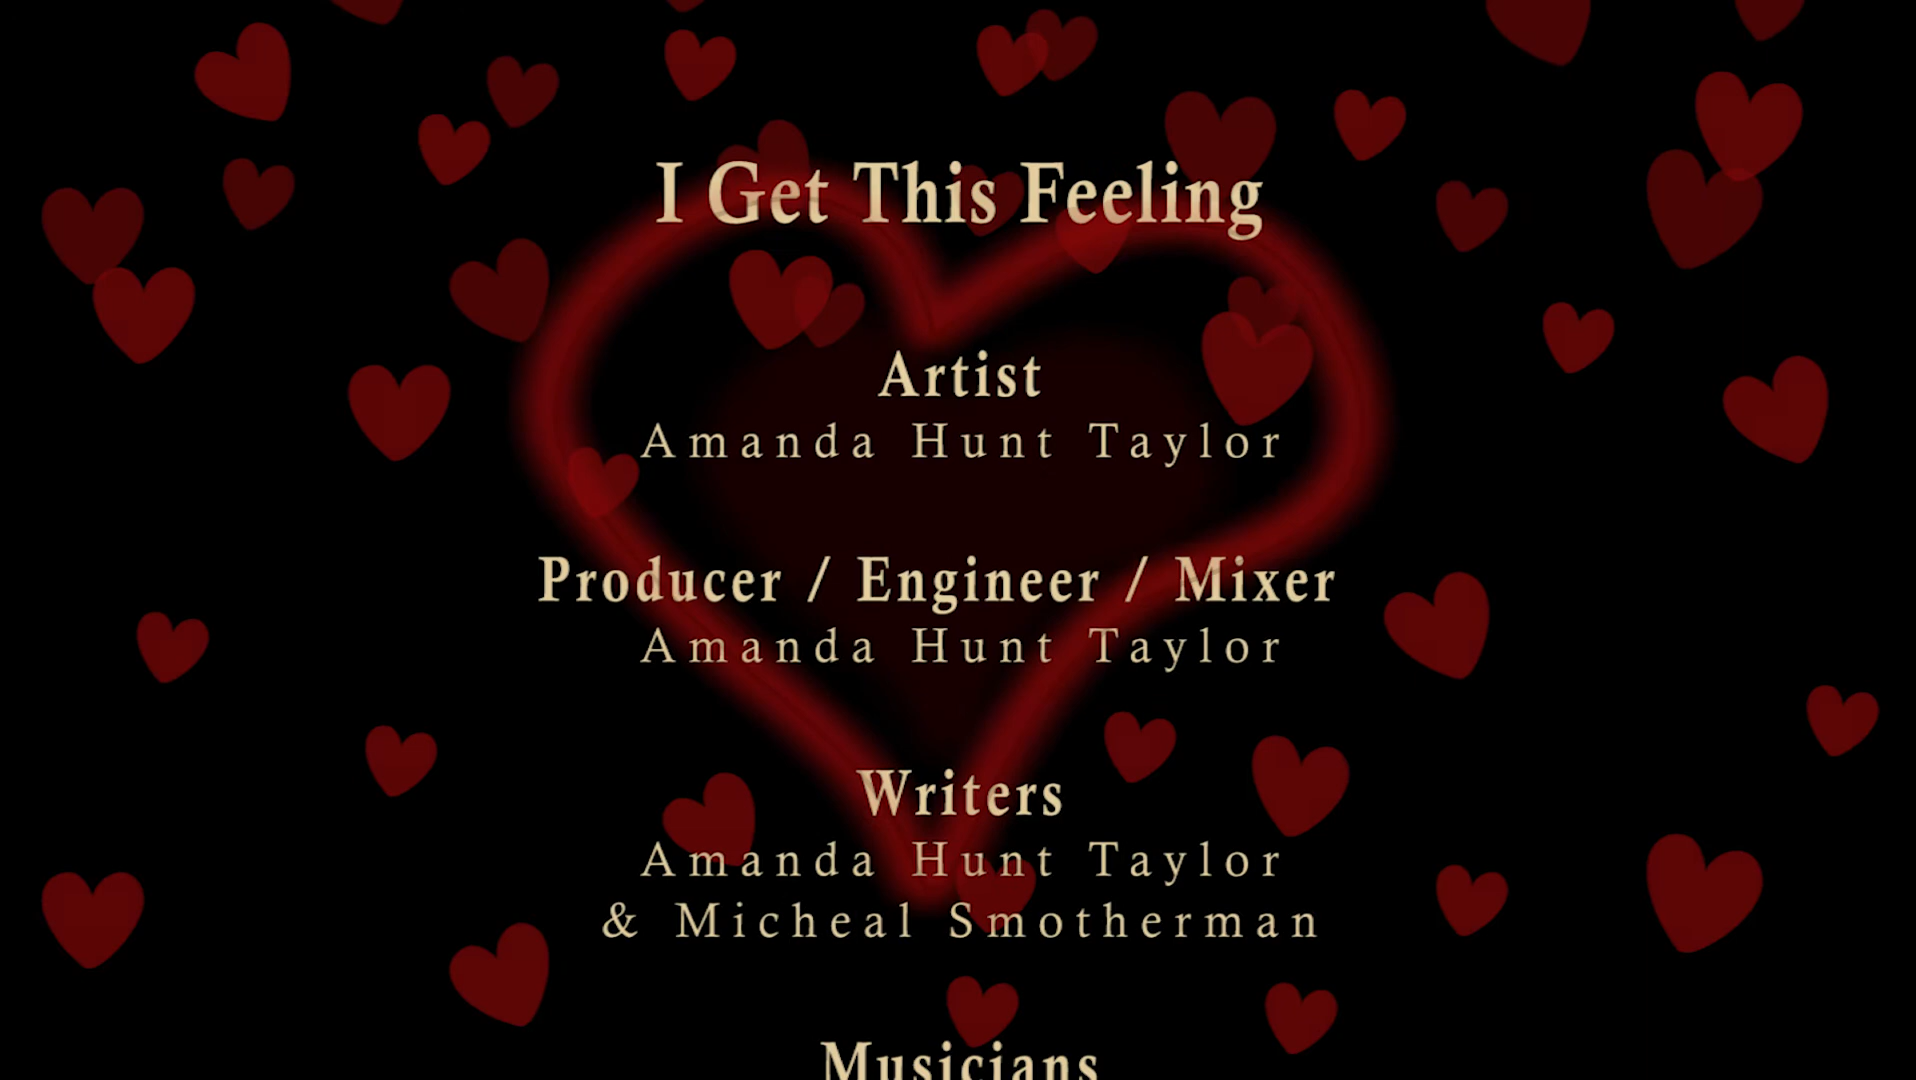 I Get This Feeling
Artist
Amanda Hunt Taylor
Producer / Engineer / Mixer
Amanda Hunt Taylor
Writers
Amanda Hunt Taylor
& Micheal Smotherman
Musicians